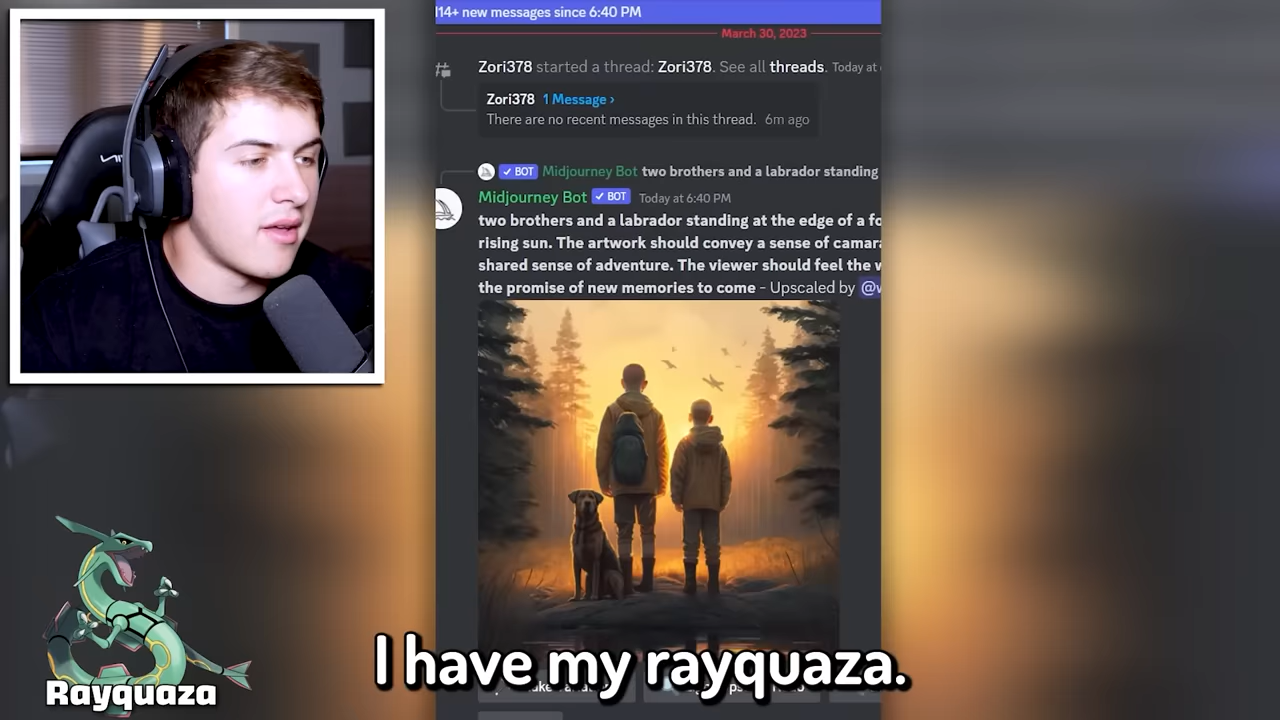 114+ new messages since 6:40 PM
March 30, 2023
Zori378 started a thread: Zori378. See all threads. Today at
Zori378 1 Message ›
There are no recent messages in this thread. 6m ago
✓ BOT Midjourney Bot two brothers and a labrador standing
Midjourney Bot ✓ BOT Today at 6:40 PM
two brothers and a labrador standing at the edge of a fo
rising sun. The artwork should convey a sense of camara
shared sense of adventure. The viewer should feel the w
the promise of new memories to come - Upscaled by @w
I have my rayquaza.
Rayquaza